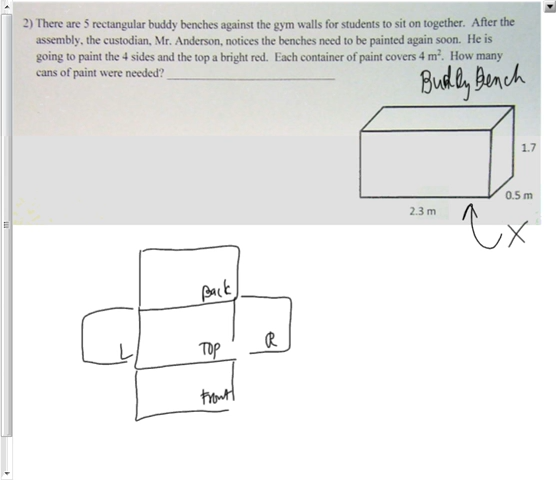 2) There are 5 rectangular buddy benches against the gym walls for students to sit on together. After the
assembly, the custodian, Mr. Anderson, notices the benches need to be painted again soon. He is
going to paint the 4 sides and the top a bright red. Each container of paint covers 4 m². How many
cans of paint were needed?
Buddy Bench
1.7
0.5 m
2.3 m
X
Back
L
Top
R
Front